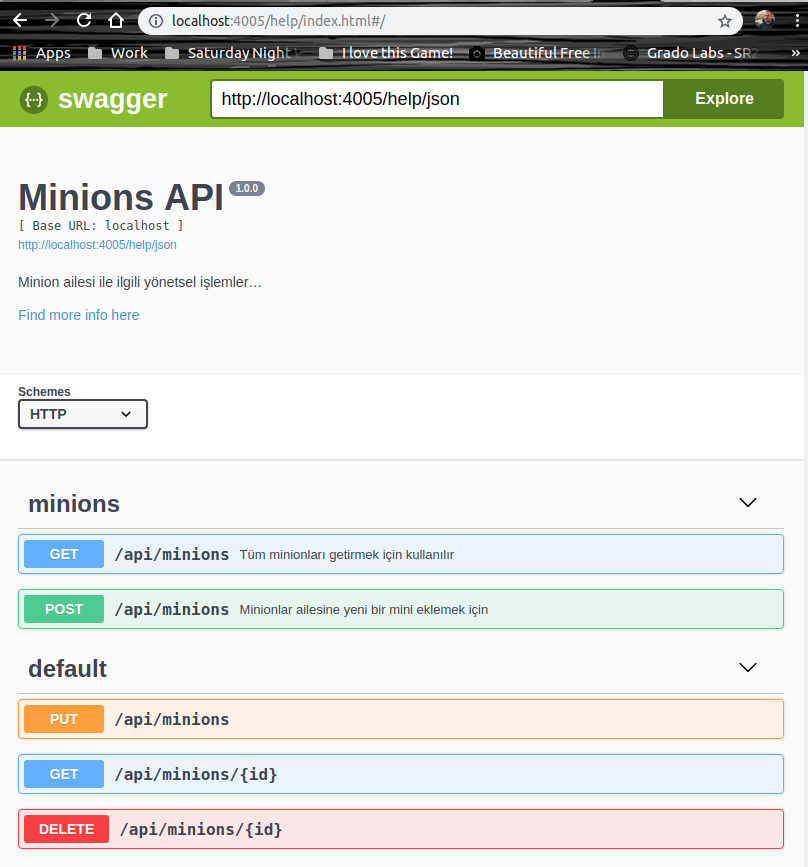 localhost:4005/help/index.html#/
Apps Work Saturday Night I love this Game! Beautiful Free Grado Labs - SR2 »
{··} swagger http://localhost:4005/help/json Explore
Minions API 1.0.0
[ Base URL: localhost ]
http://localhost:4005/help/json
Minion ailesi ile ilgili yönetsel işlemler…
Find more info here
Schemes
HTTP
minions
GET /api/minions Tüm minionları getirmek için kullanılır
POST /api/minions Minionlar ailesine yeni bir mini eklemek için
default
PUT /api/minions
GET /api/minions/{id}
DELETE /api/minions/{id}